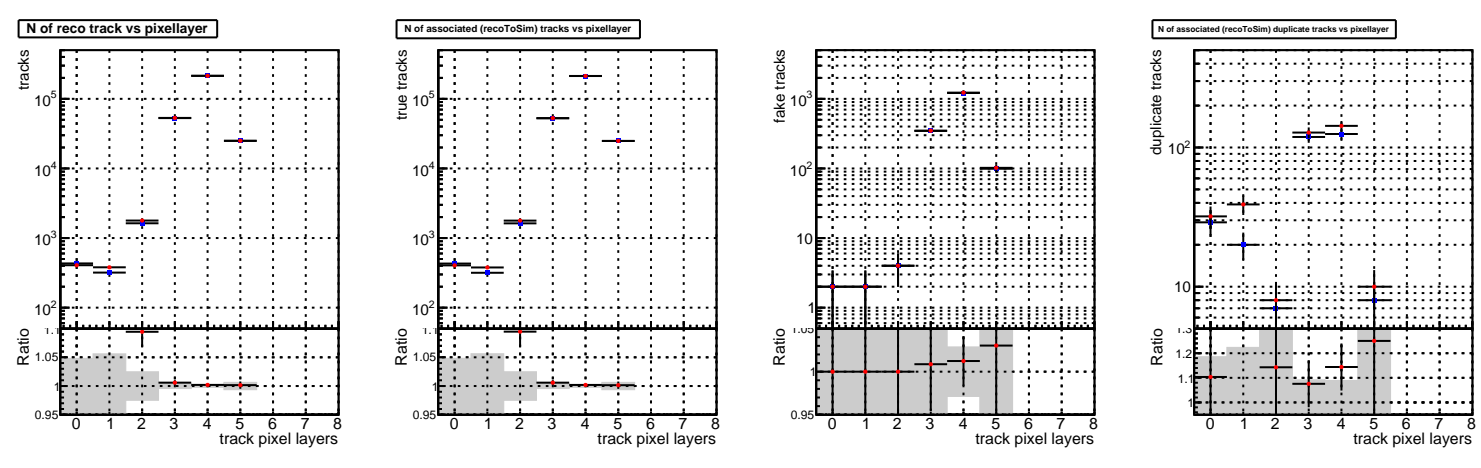 N of reco track vs pixellayer
tracks
10^5
10^4
10^3
10^2
Ratio
1.1
1.05
1
0.95
0 1 2 3 4 5 6 7 8
track pixel layers
N of associated (recoToSim) tracks vs pixellayer
true tracks
10^5
10^4
10^3
10^2
Ratio
1.1
1.05
1
0.95
0 1 2 3 4 5 6 7 8
track pixel layers
fake tracks
10^3
10^2
10
1
Ratio
1.05
1
0.95
0 1 2 3 4 5 6 7 8
track pixel layers
N of associated (recoToSim) duplicate tracks vs pixellayer
duplicate tracks
10^2
10
Ratio
1.3
1.2
1.1
1
0 1 2 3 4 5 6 7 8
track pixel layers